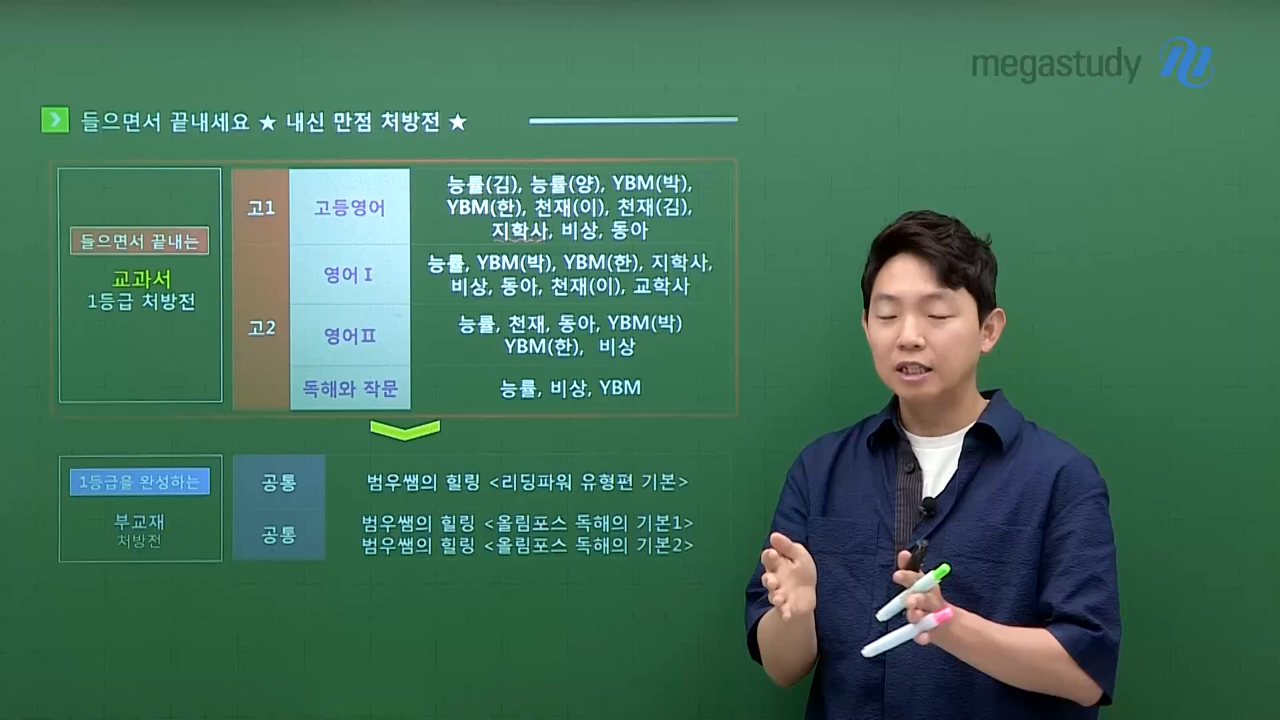 megastudy
들으면서 끝내세요 ★ 내신 만점 처방전 ★
들으면서 끝내는
교과서
1등급 처방전
고1
고등영어
능률(김), 능률(양), YBM(박),
YBM(한), 천재(이), 천재(김),
지학사, 비상, 동아
고2
영어Ⅰ
능률, YBM(박), YBM(한), 지학사,
비상, 동아, 천재(이), 교학사
영어Ⅱ
능률, 천재, 동아, YBM(박)
YBM(한), 비상
독해와 작문
능률, 비상, YBM
1등급을 완성하는
부교재
처방전
공통
범우쌤의 힐링 <리딩파워 유형편 기본>
공통
범우쌤의 힐링 <올림포스 독해의 기본1>
범우쌤의 힐링 <올림포스 독해의 기본2>